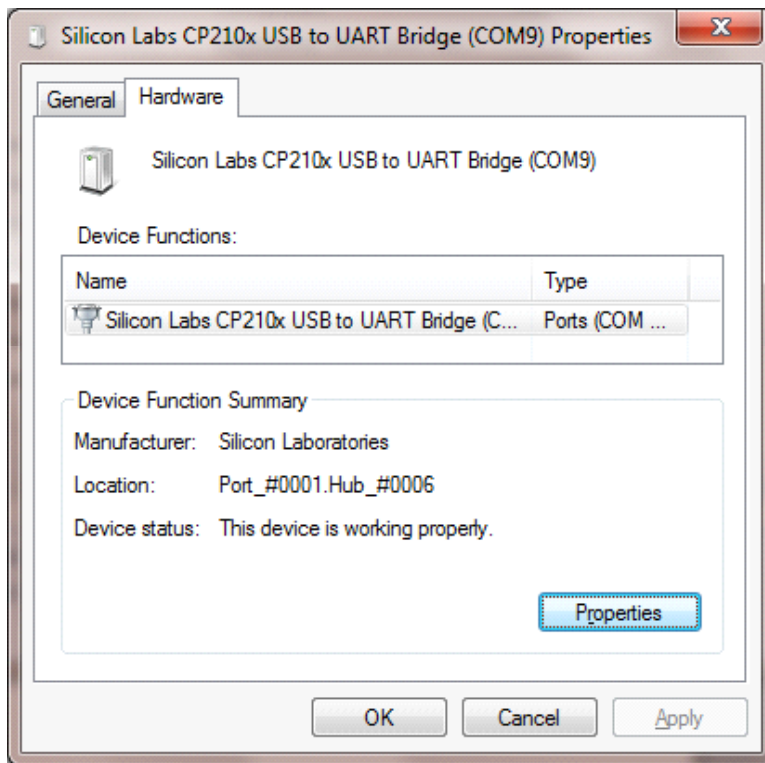 Silicon Labs CP210x USB to UART Bridge (COM9) Properties
General Hardware
Silicon Labs CP210x USB to UART Bridge (COM9)
Device Functions:
Name Type
Silicon Labs CP210x USB to UART Bridge (C... Ports (COM ...
Device Function Summary
Manufacturer: Silicon Laboratories
Location: Port_#0001.Hub_#0006
Device status: This device is working properly.
Properties
OK Cancel Apply